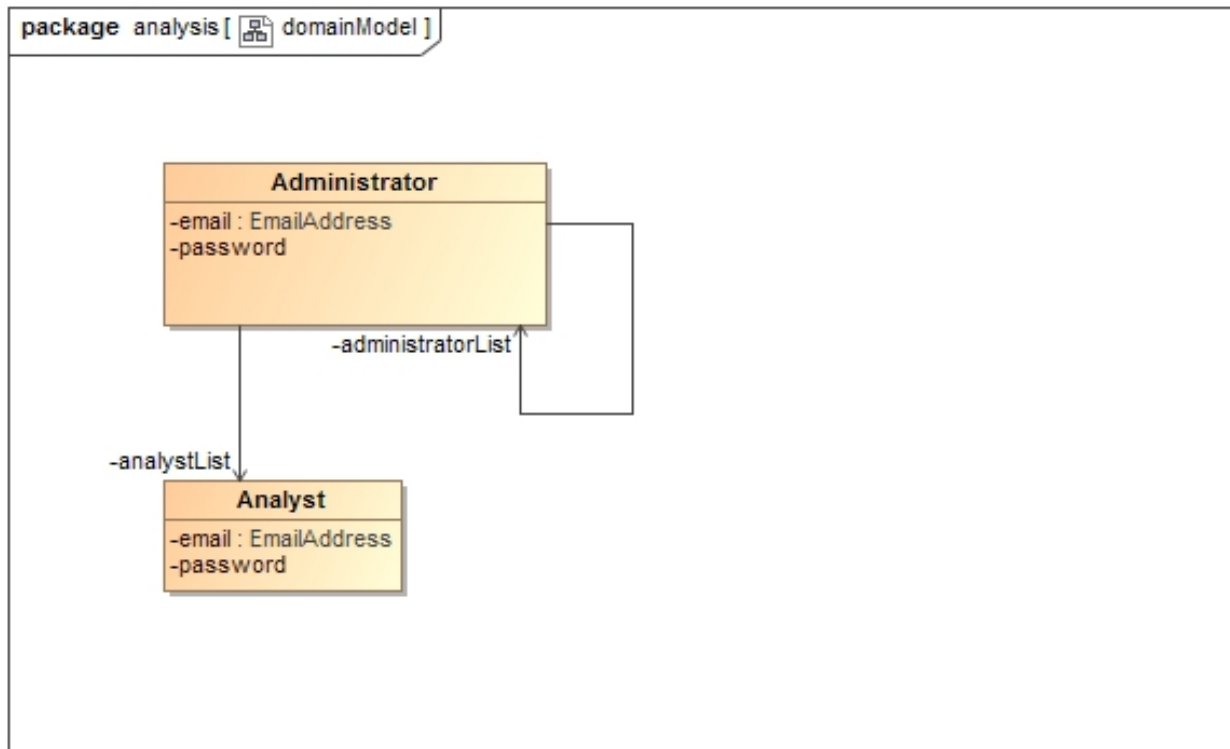 package analysis [ domainModel ]
Administrator
-email : EmailAddress
-password
-administratorList
-analystList
Analyst
-email : EmailAddress
-password